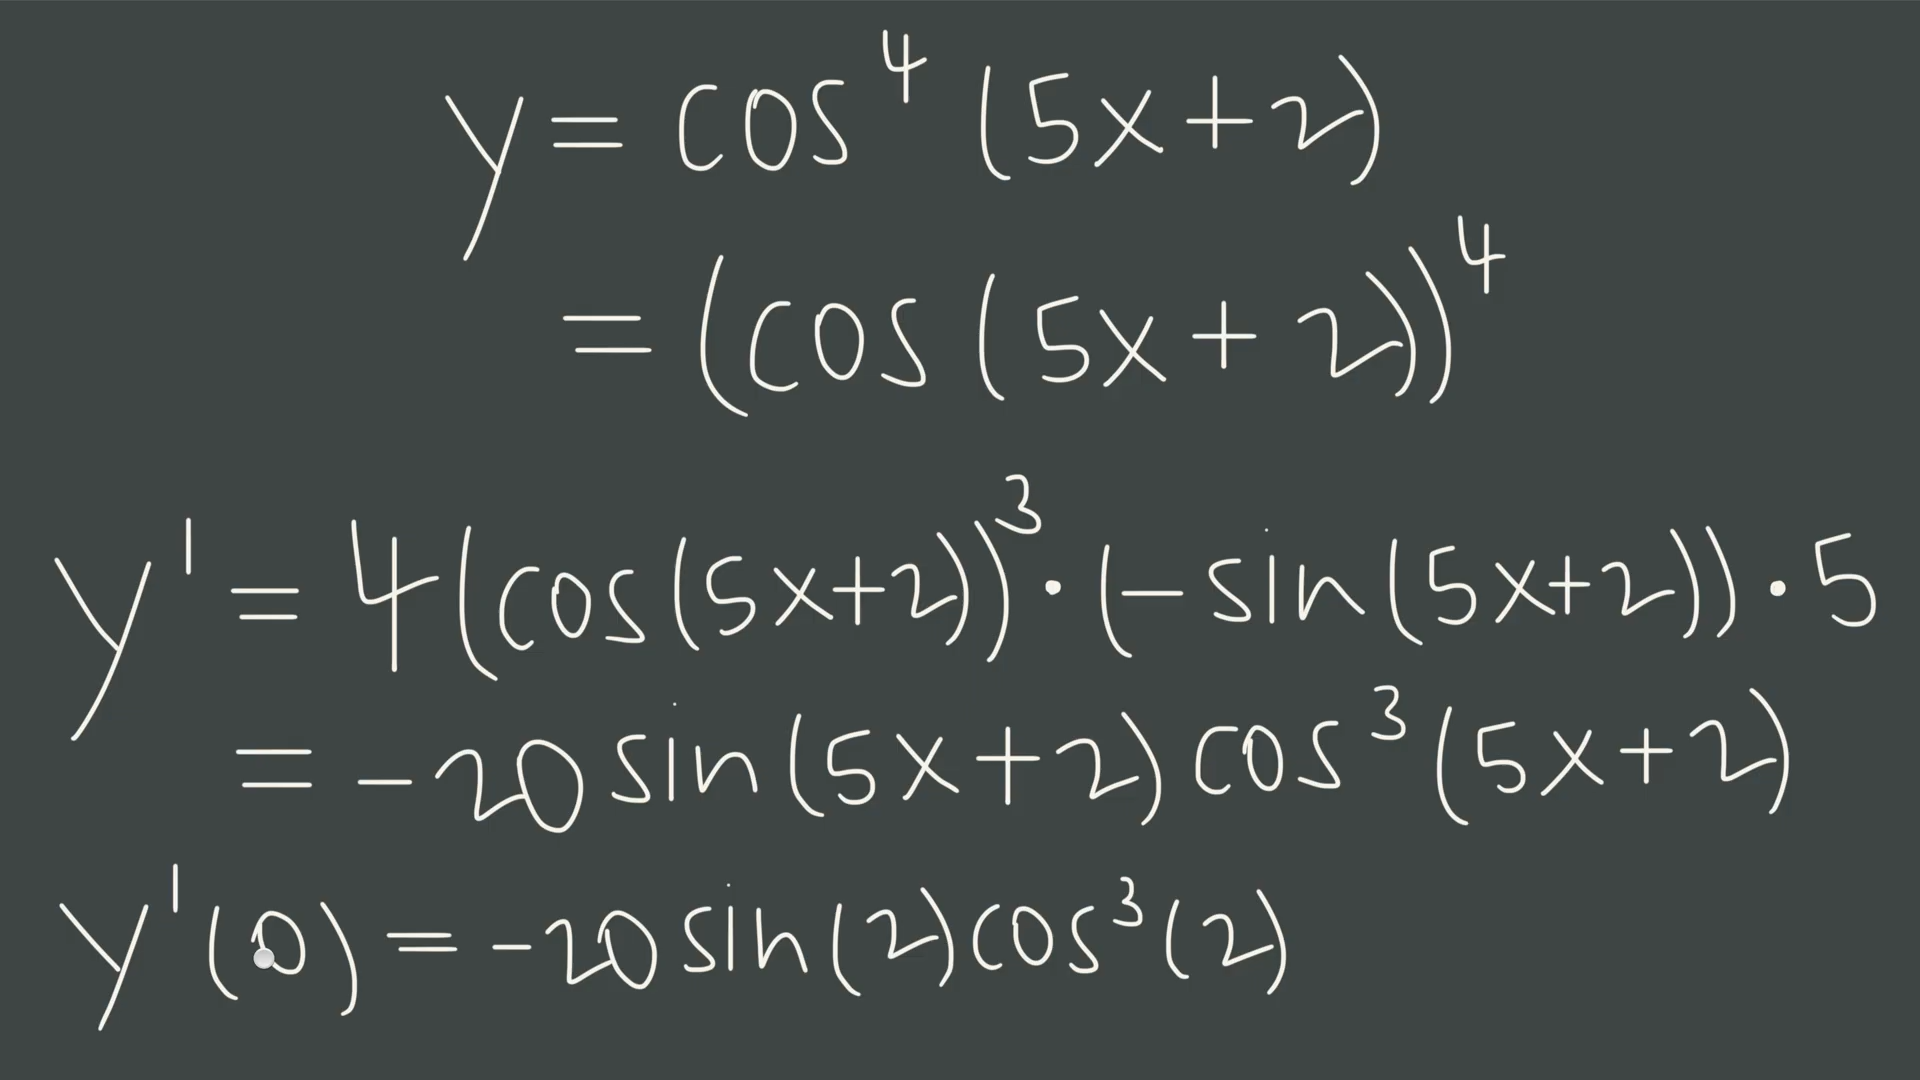 y = cos⁴ (5x+2)
= (cos (5x+2))⁴
y' = 4(cos(5x+2))³ · (-sin(5x+2)) · 5
= -20 sin(5x+2) cos³ (5x+2)
y'(0) = -20 sin(2) cos³ (2)